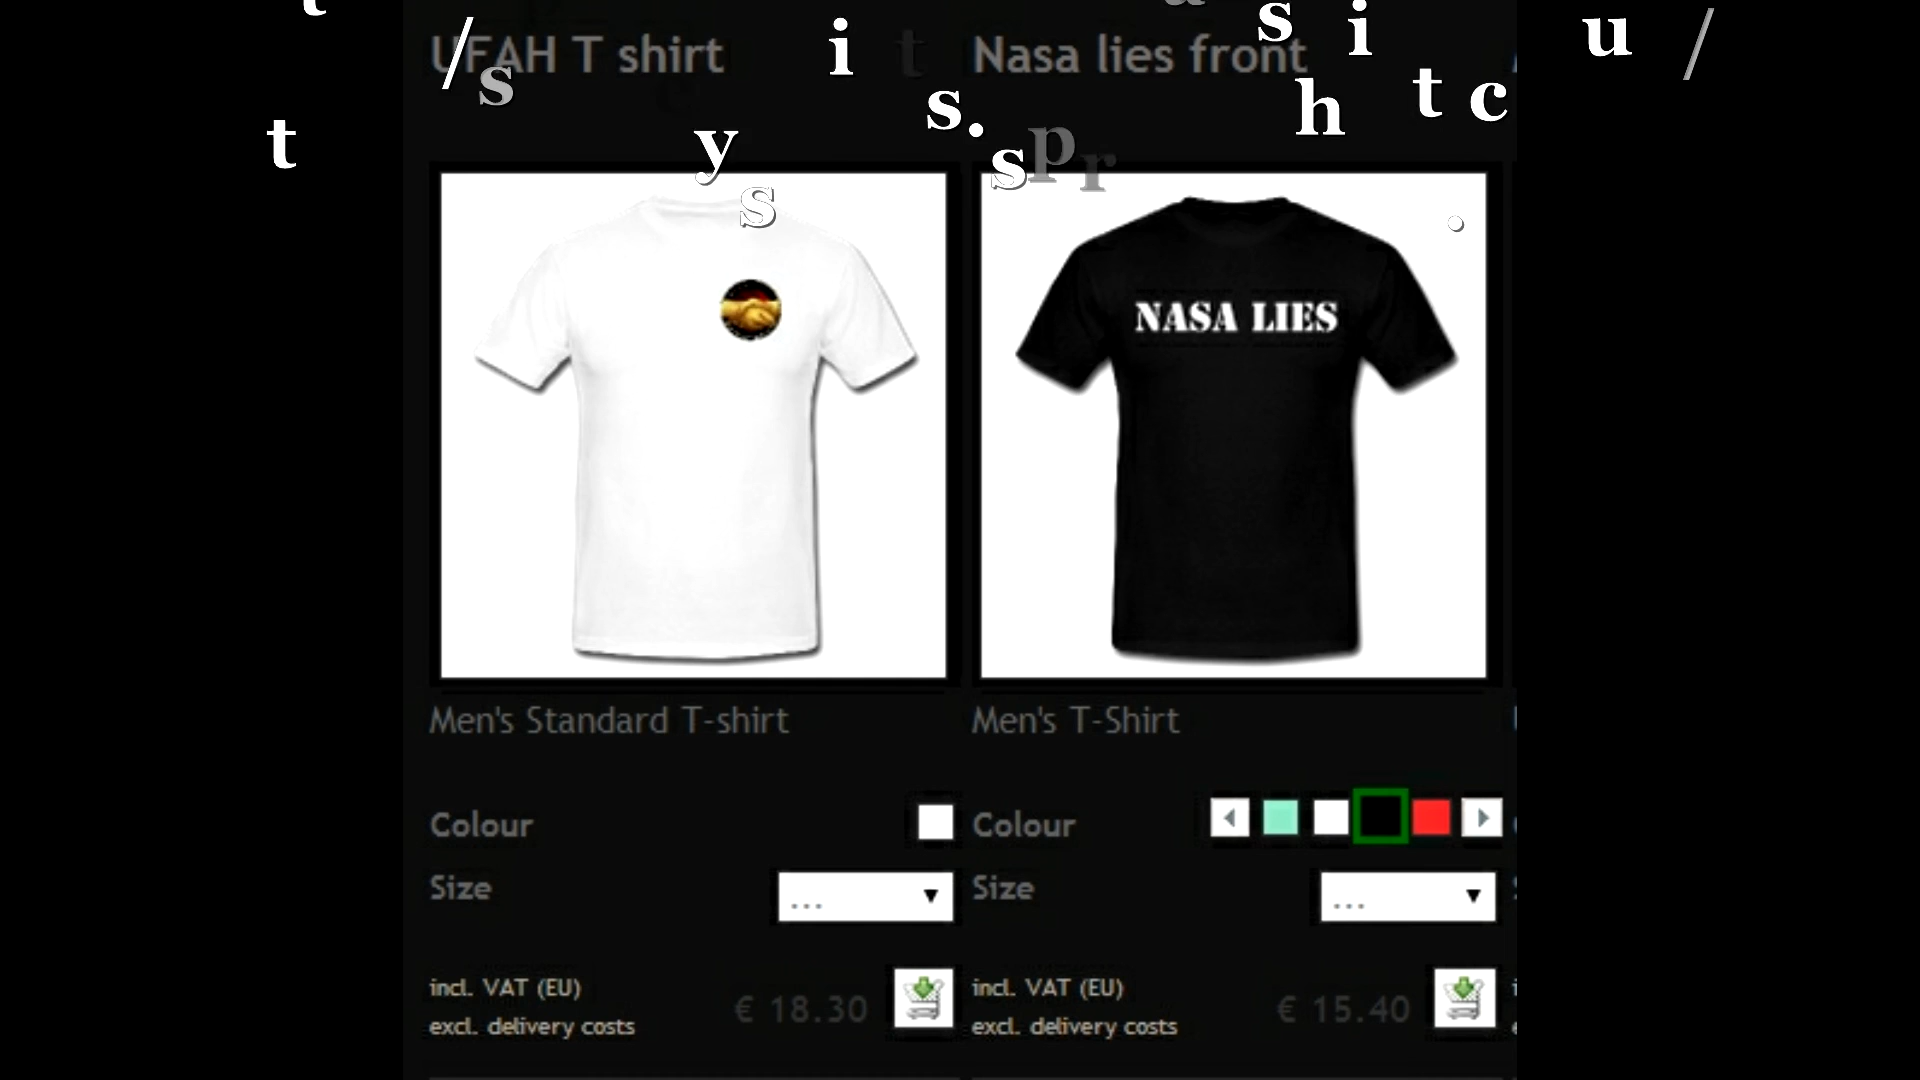 UFAH T shirt
Nasa lies front
NASA LIES
Men's Standard T-shirt
Men's T-Shirt
Colour
Colour
Size
...
Size
...
incl. VAT (EU)
excl. delivery costs
€ 18.30
incl. VAT (EU)
excl. delivery costs
€ 15.40